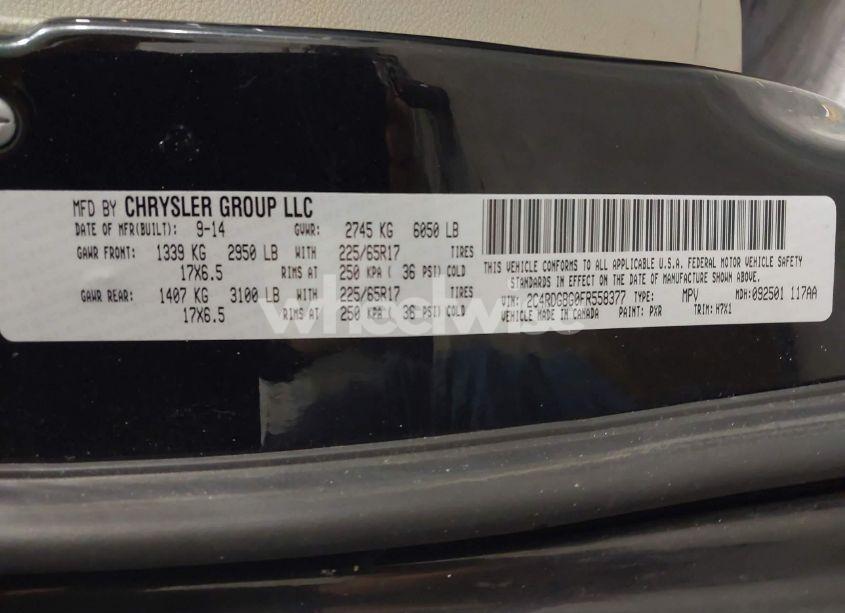 MFD BY CHRYSLER GROUP LLC
DATE OF MFR(BUILT): 9-14 GVWR: 2745 KG 6050 LB
GAWR FRONT: 1339 KG 2950 LB WITH 225/65R17 TIRES
17X6.5 RIMS AT 250 KPA ( 36 PSI) COLD
GAWR REAR: 1407 KG 3100 LB WITH 225/65R17 TIRES
17X6.5 RIMS AT 250 KPA ( 36 PSI) COLD
THIS VEHICLE CONFORMS TO ALL APPLICABLE U.S.A. FEDERAL MOTOR VEHICLE SAFETY
STANDARDS IN EFFECT ON THE DATE OF MANUFACTURE SHOWN ABOVE.
VIN: 2C4RDGBG0FR558377 TYPE: MPV MDH: 092501 117AA
VEHICLE MADE IN CANADA PAINT: PXR TRIM: H7X1
wheelwise